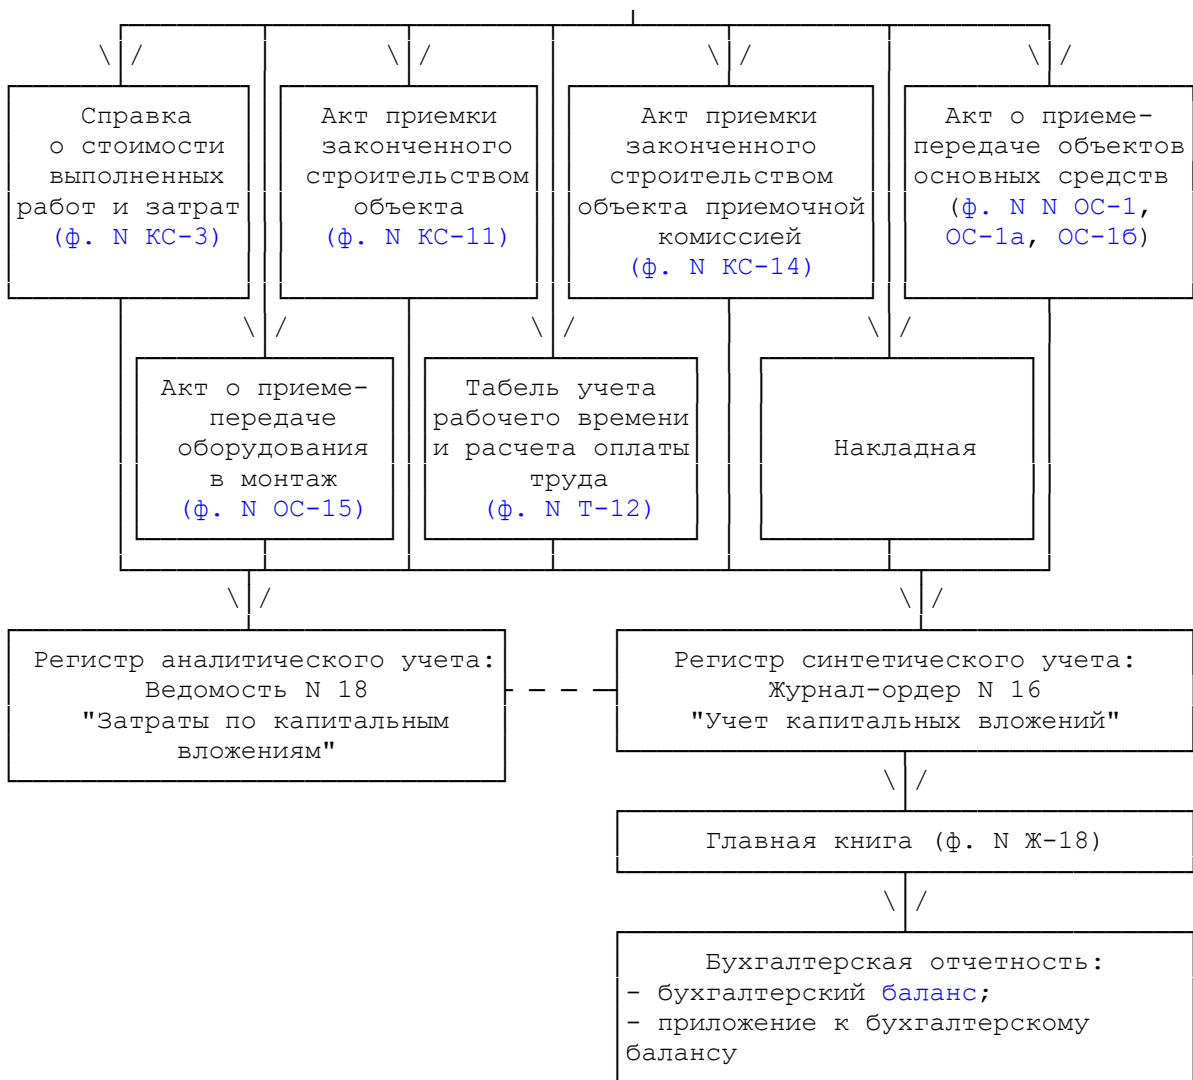 Справка
о стоимости
выполненных
работ и затрат
(ф. N КС-3)
Акт приемки
законченного
строительством
объекта
(ф. N КС-11)
Акт приемки
законченного
строительством
объекта приемочной
комиссией
(ф. N КС-14)
Акт о приеме-
передаче объектов
основных средств
(ф. N N ОС-1,
ОС-1а, ОС-1б)
Акт о приеме-
передаче
оборудования
в монтаж
(ф. N ОС-15)
Табель учета
рабочего времени
и расчета оплаты
труда
(ф. N Т-12)
Накладная
Регистр аналитического учета:
Ведомость N 18
"Затраты по капитальным
вложениям"
Регистр синтетического учета:
Журнал-ордер N 16
"Учет капитальных вложений"
Главная книга (ф. N Ж-18)
Бухгалтерская отчетность:
- бухгалтерский баланс;
- приложение к бухгалтерскому
балансу